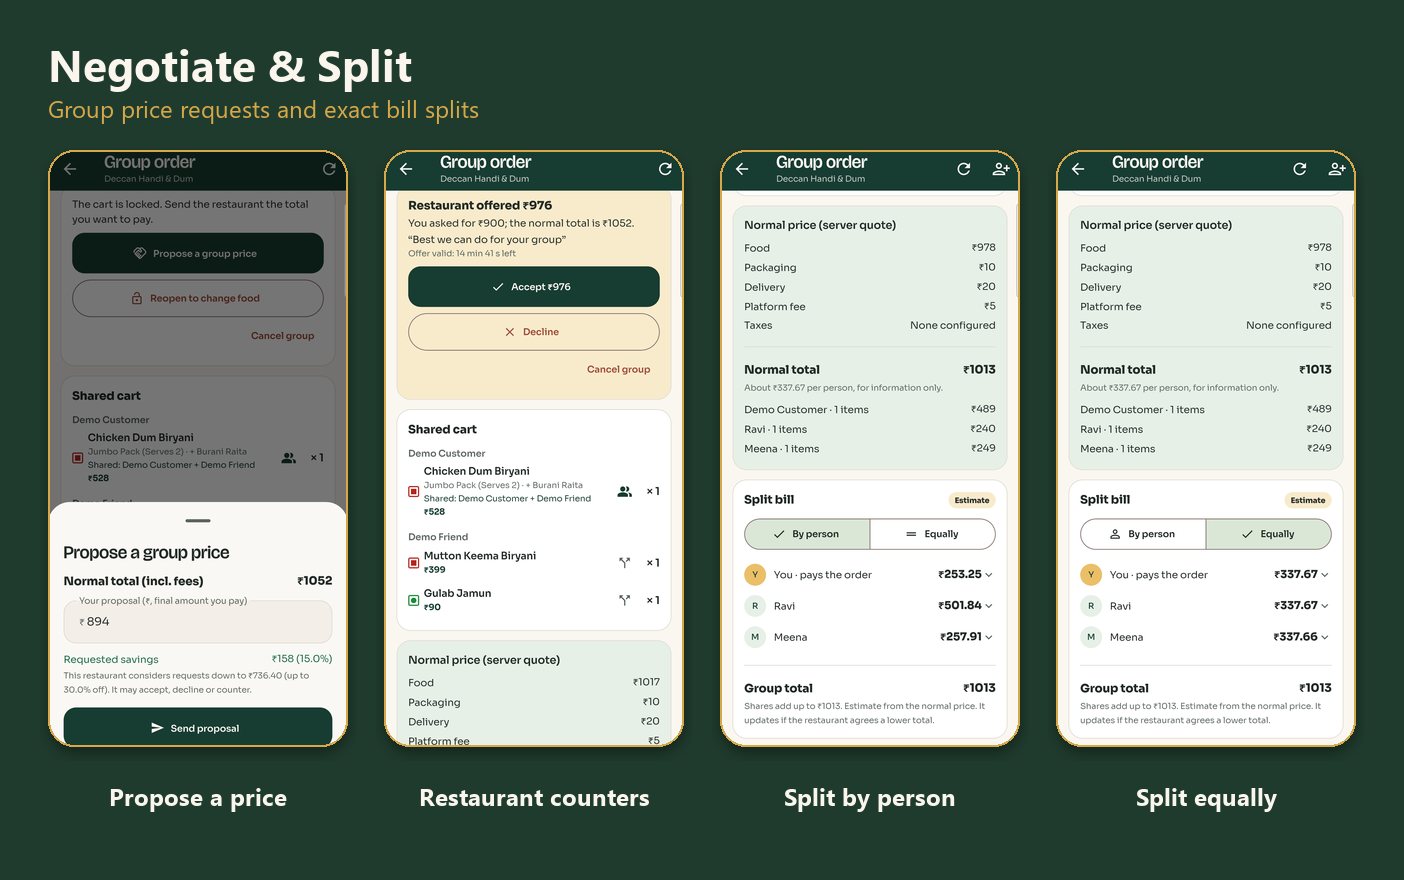 Negotiate & Split
Group price requests and exact bill splits
Group order
Deccan Handi & Dum
The cart is locked. Send the restaurant the total
you want to pay.
Propose a group price
Reopen to change food
Cancel group
Shared cart
Demo Customer
Chicken Dum Biryani
Jumbo Pack (Serves 2) · + Burani Raita
Shared: Demo Customer + Demo Friend
₹528
× 1
Propose a group price
Normal total (incl. fees) ₹1052
Your proposal (₹, final amount you pay)
₹ 894
Requested savings ₹158 (15.0%)
This restaurant considers requests down to ₹736.40 (up to
30.0% off). It may accept, decline or counter.
Send proposal
Propose a price
Group order
Deccan Handi & Dum
Restaurant offered ₹976
You asked for ₹900; the normal total is ₹1052.
“Best we can do for your group”
Offer valid: 14 min 41 s left
Accept ₹976
Decline
Cancel group
Shared cart
Demo Customer
Chicken Dum Biryani
Jumbo Pack (Serves 2) · + Burani Raita
Shared: Demo Customer + Demo Friend
₹528
× 1
Demo Friend
Mutton Keema Biryani
₹399
× 1
Gulab Jamun
₹90
× 1
Normal price (server quote)
Food ₹1017
Packaging ₹10
Delivery ₹20
Platform fee ₹5
Restaurant counters
Group order
Deccan Handi & Dum
Normal price (server quote)
Food ₹978
Packaging ₹10
Delivery ₹20
Platform fee ₹5
Taxes None configured
Normal total ₹1013
About ₹337.67 per person, for information only.
Demo Customer · 1 items ₹489
Ravi · 1 items ₹240
Meena · 1 items ₹249
Split bill Estimate
By person Equally
Y You · pays the order ₹253.25
R Ravi ₹501.84
M Meena ₹257.91
Group total ₹1013
Shares add up to ₹1013. Estimate from the normal price. It
updates if the restaurant agrees a lower total.
Split by person
Group order
Deccan Handi & Dum
Normal price (server quote)
Food ₹978
Packaging ₹10
Delivery ₹20
Platform fee ₹5
Taxes None configured
Normal total ₹1013
About ₹337.67 per person, for information only.
Demo Customer · 1 items ₹489
Ravi · 1 items ₹240
Meena · 1 items ₹249
Split bill Estimate
By person Equally
Y You · pays the order ₹337.67
R Ravi ₹337.67
M Meena ₹337.66
Group total ₹1013
Shares add up to ₹1013. Estimate from the normal price. It
updates if the restaurant agrees a lower total.
Split equally